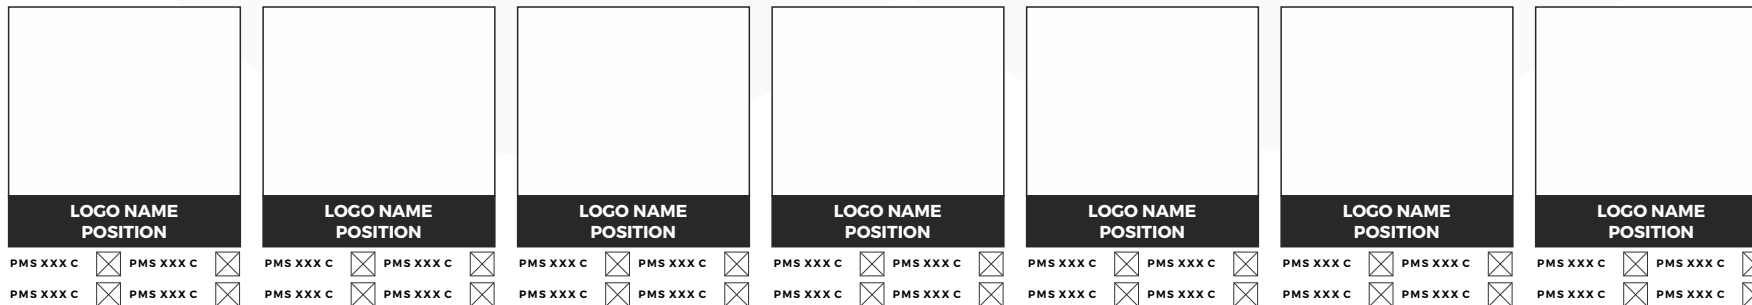 LOGO NAME LOGO NAME LOGO NAME LOGO NAME LOGO NAME LOGO NAME LOGO NAME
POSITION POSITION POSITION POSITION POSITION POSITION POSITION
PMS XXX C PMS XXX C PMS XXX C PMS XXX C PMS XXX C PMS XXX C PMS XXX C PMS XXX C PMS XXX C PMS XXX C PMS XXX C PMS XXX C PMS XXX C PMS XXX C
PMS XXX C PMS XXX C PMS XXX C PMS XXX C PMS XXX C PMS XXX C PMS XXX C PMS XXX C PMS XXX C PMS XXX C PMS XXX C PMS XXX C PMS XXX C PMS XXX C